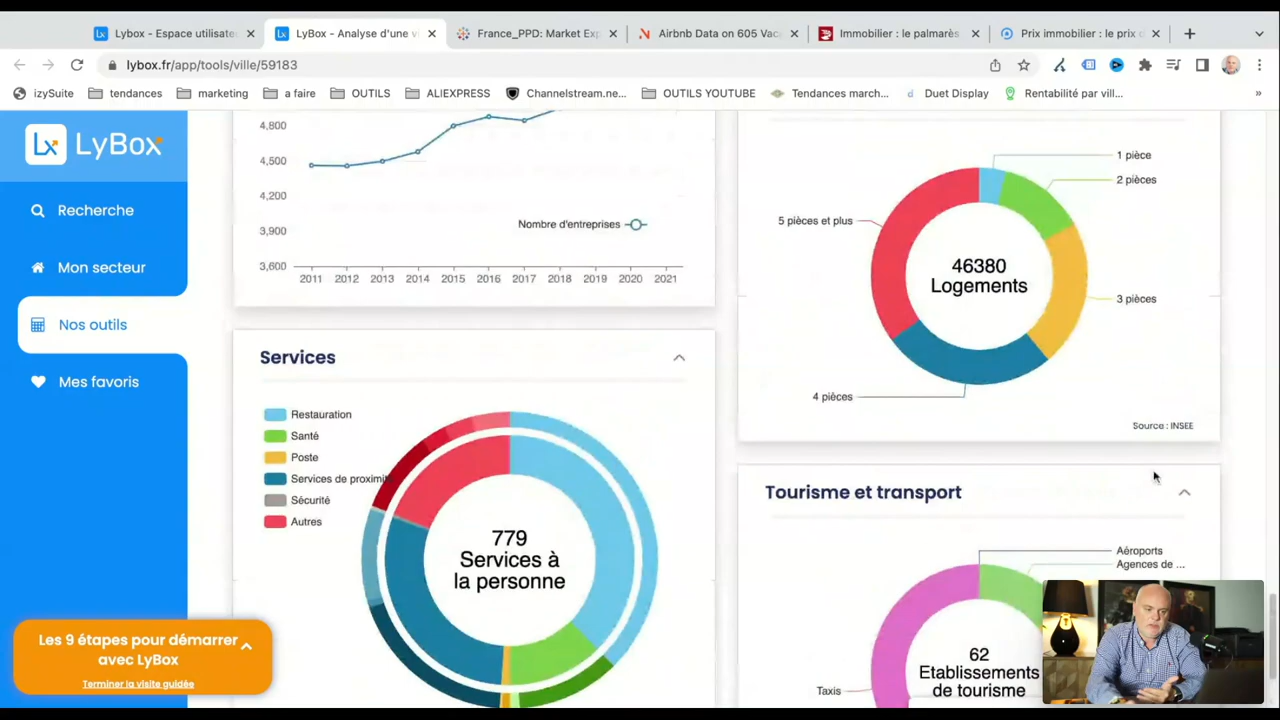 Lybox - Espace utilisate
LyBox - Analyse d'une v
France_PPD: Market Exp
Airbnb Data on 605 Vac
Immobilier : le palmarès
Prix immobilier : le prix d
lybox.fr/app/tools/ville/59183
izySuite
tendances
marketing
a faire
OUTILS
ALIEXPRESS
Channelstream.ne...
OUTILS YOUTUBE
Tendances march...
Duet Display
Rentabilité par vill...
»
Lx LyBox
Recherche
Mon secteur
Nos outils
Mes favoris
Les 9 étapes pour démarrer
avec LyBox
Terminer la visite guidée
4,800
4,500
4,200
3,900
3,600
Nombre d'entreprises
2011 2012 2013 2014 2015 2016 2017 2018 2019 2020 2021
1 pièce
2 pièces
5 pièces et plus
46380
Logements
3 pièces
4 pièces
Source : INSEE
Services
Restauration
Santé
Poste
Services de proximi
Sécurité
Autres
779
Services à
la personne
Tourisme et transport
Aéroports
Agences de ...
62
Etablissements
de tourisme
Taxis